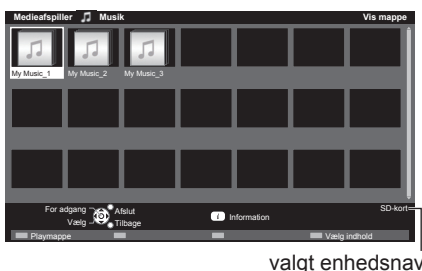 Medieafspiller Musik Vis mappe
My Music_1 My Music_2 My Music_3
For adgang Afslut
Vælg Tilbage
i Information
SD-kort
Playmappe Vælg indhold
valgt enhedsnav